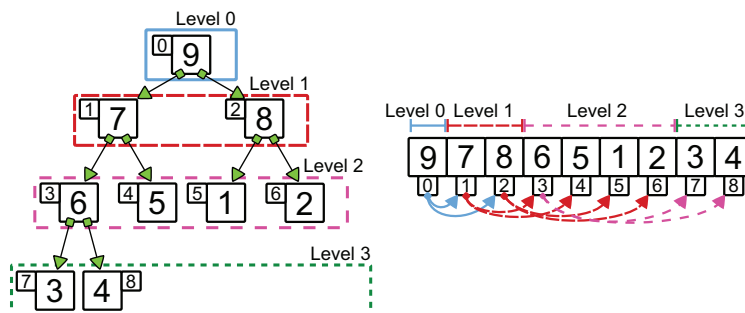 Level 0
0 9
Level 1
1 7 2 8
Level 2
3 6 4 5 5 1 6 2
Level 3
7 3 4 8
Level 0 Level 1 Level 2 Level 3
9 7 8 6 5 1 2 3 4
0 1 2 3 4 5 6 7 8